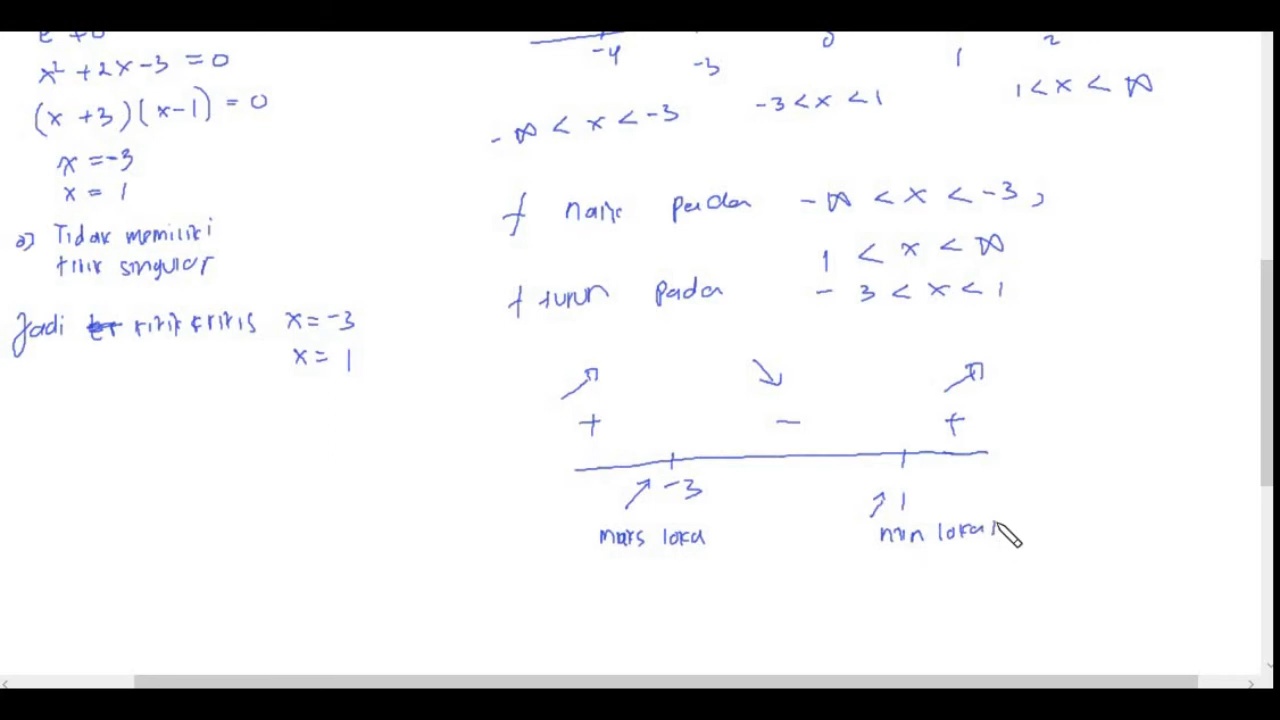 x² + 2x - 3 = 0
(x + 3)(x - 1) = 0
x = -3
x = 1
Tidak memiliki
titik singular
Jadi titik kritis x = -3
x = 1
-4 -3 0 1 2
-∞ < x < -3 -3 < x < 1 1 < x < ∞
f naik pada -∞ < x < -3 ,
1 < x < ∞
f turun pada -3 < x < 1
+ - +
-3 1
maks loka min lokal